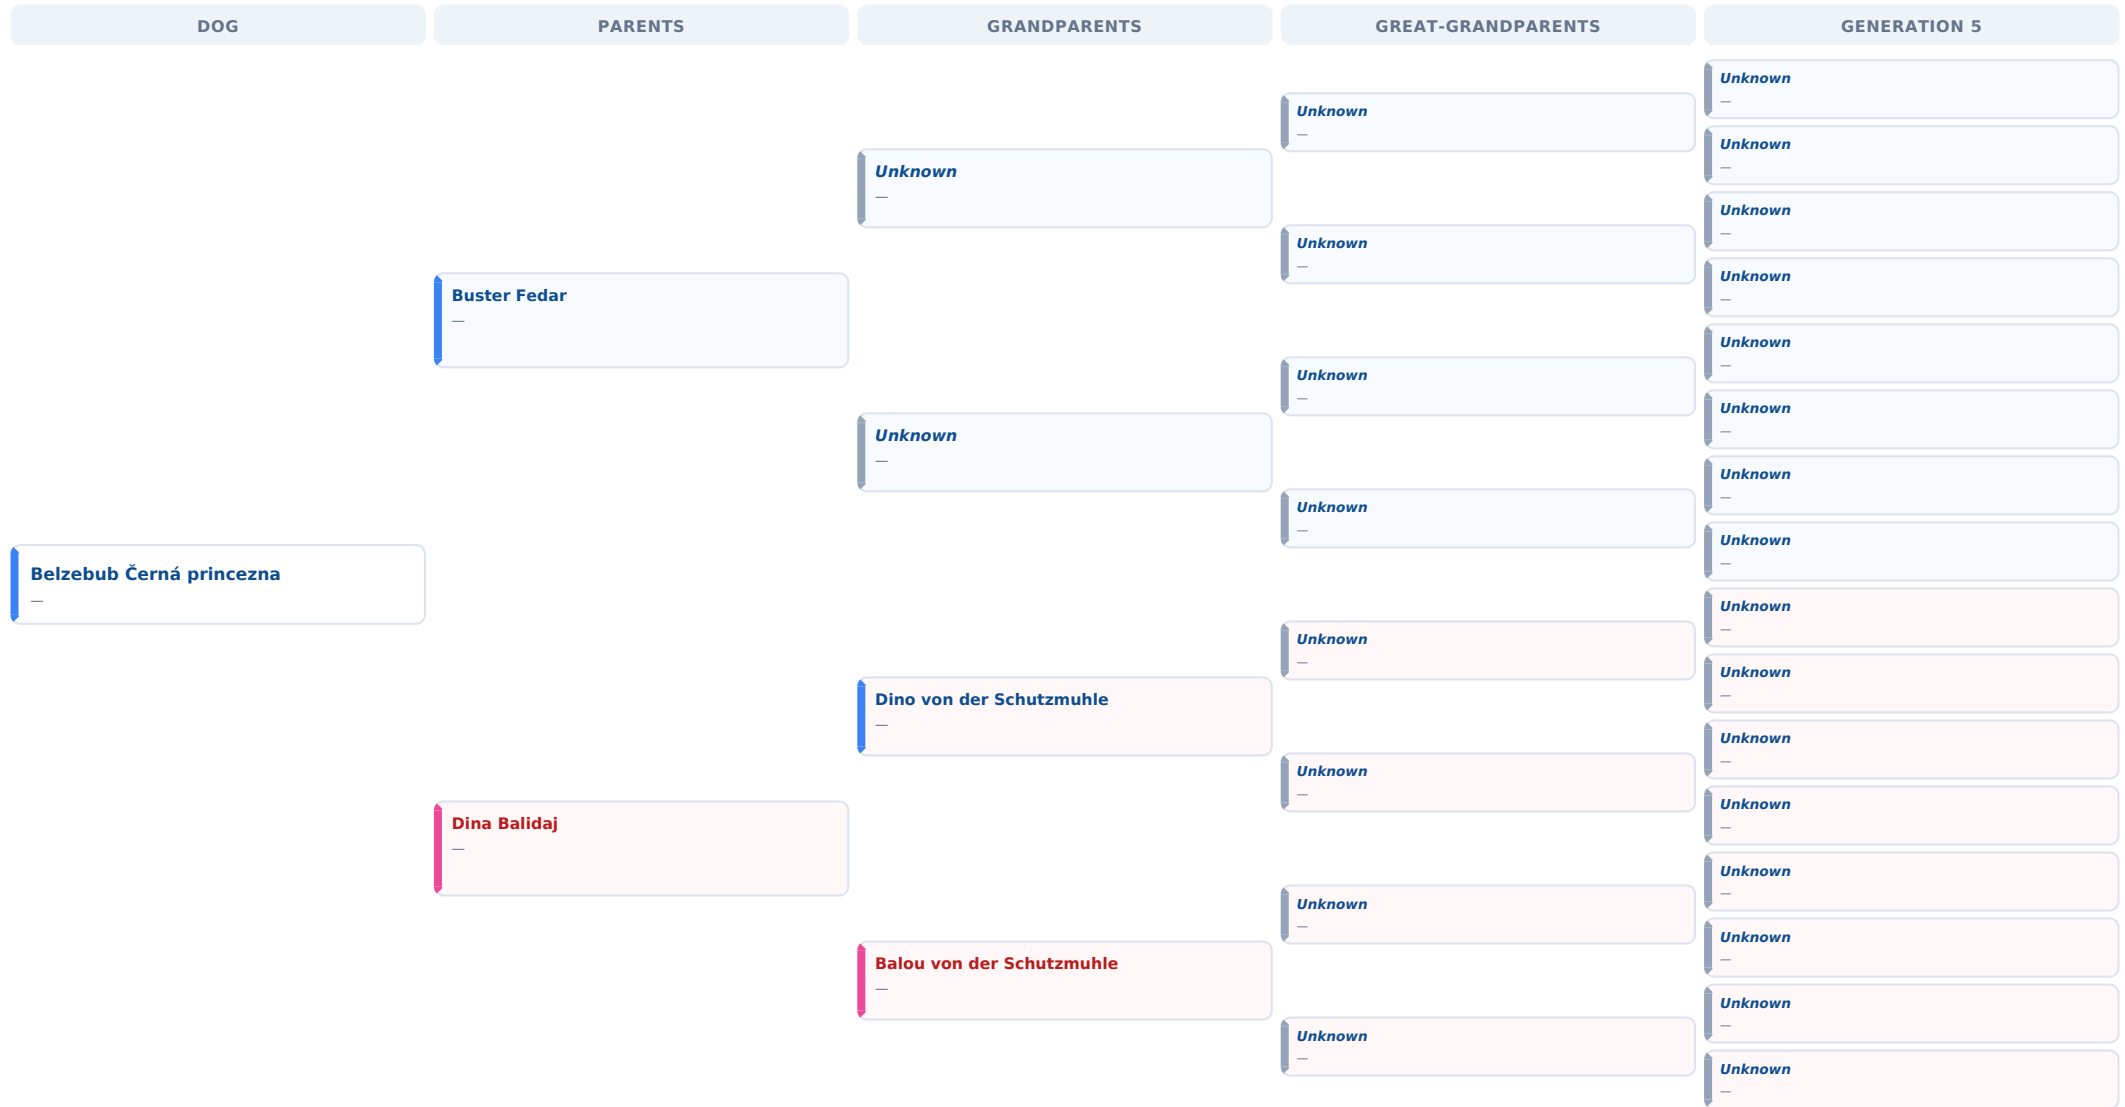 DOG
PARENTS
GRANDPARENTS
GREAT-GRANDPARENTS
GENERATION 5
Belzebub Černá princezna
—
Buster Fedar
—
Dina Balidaj
—
Unknown
—
Unknown
—
Dino von der Schutzmuhle
—
Balou von der Schutzmuhle
—
Unknown
—
Unknown
—
Unknown
—
Unknown
—
Unknown
—
Unknown
—
Unknown
—
Unknown
—
Unknown
—
Unknown
—
Unknown
—
Unknown
—
Unknown
—
Unknown
—
Unknown
—
Unknown
—
Unknown
—
Unknown
—
Unknown
—
Unknown
—
Unknown
—
Unknown
—
Unknown
—
Unknown
—